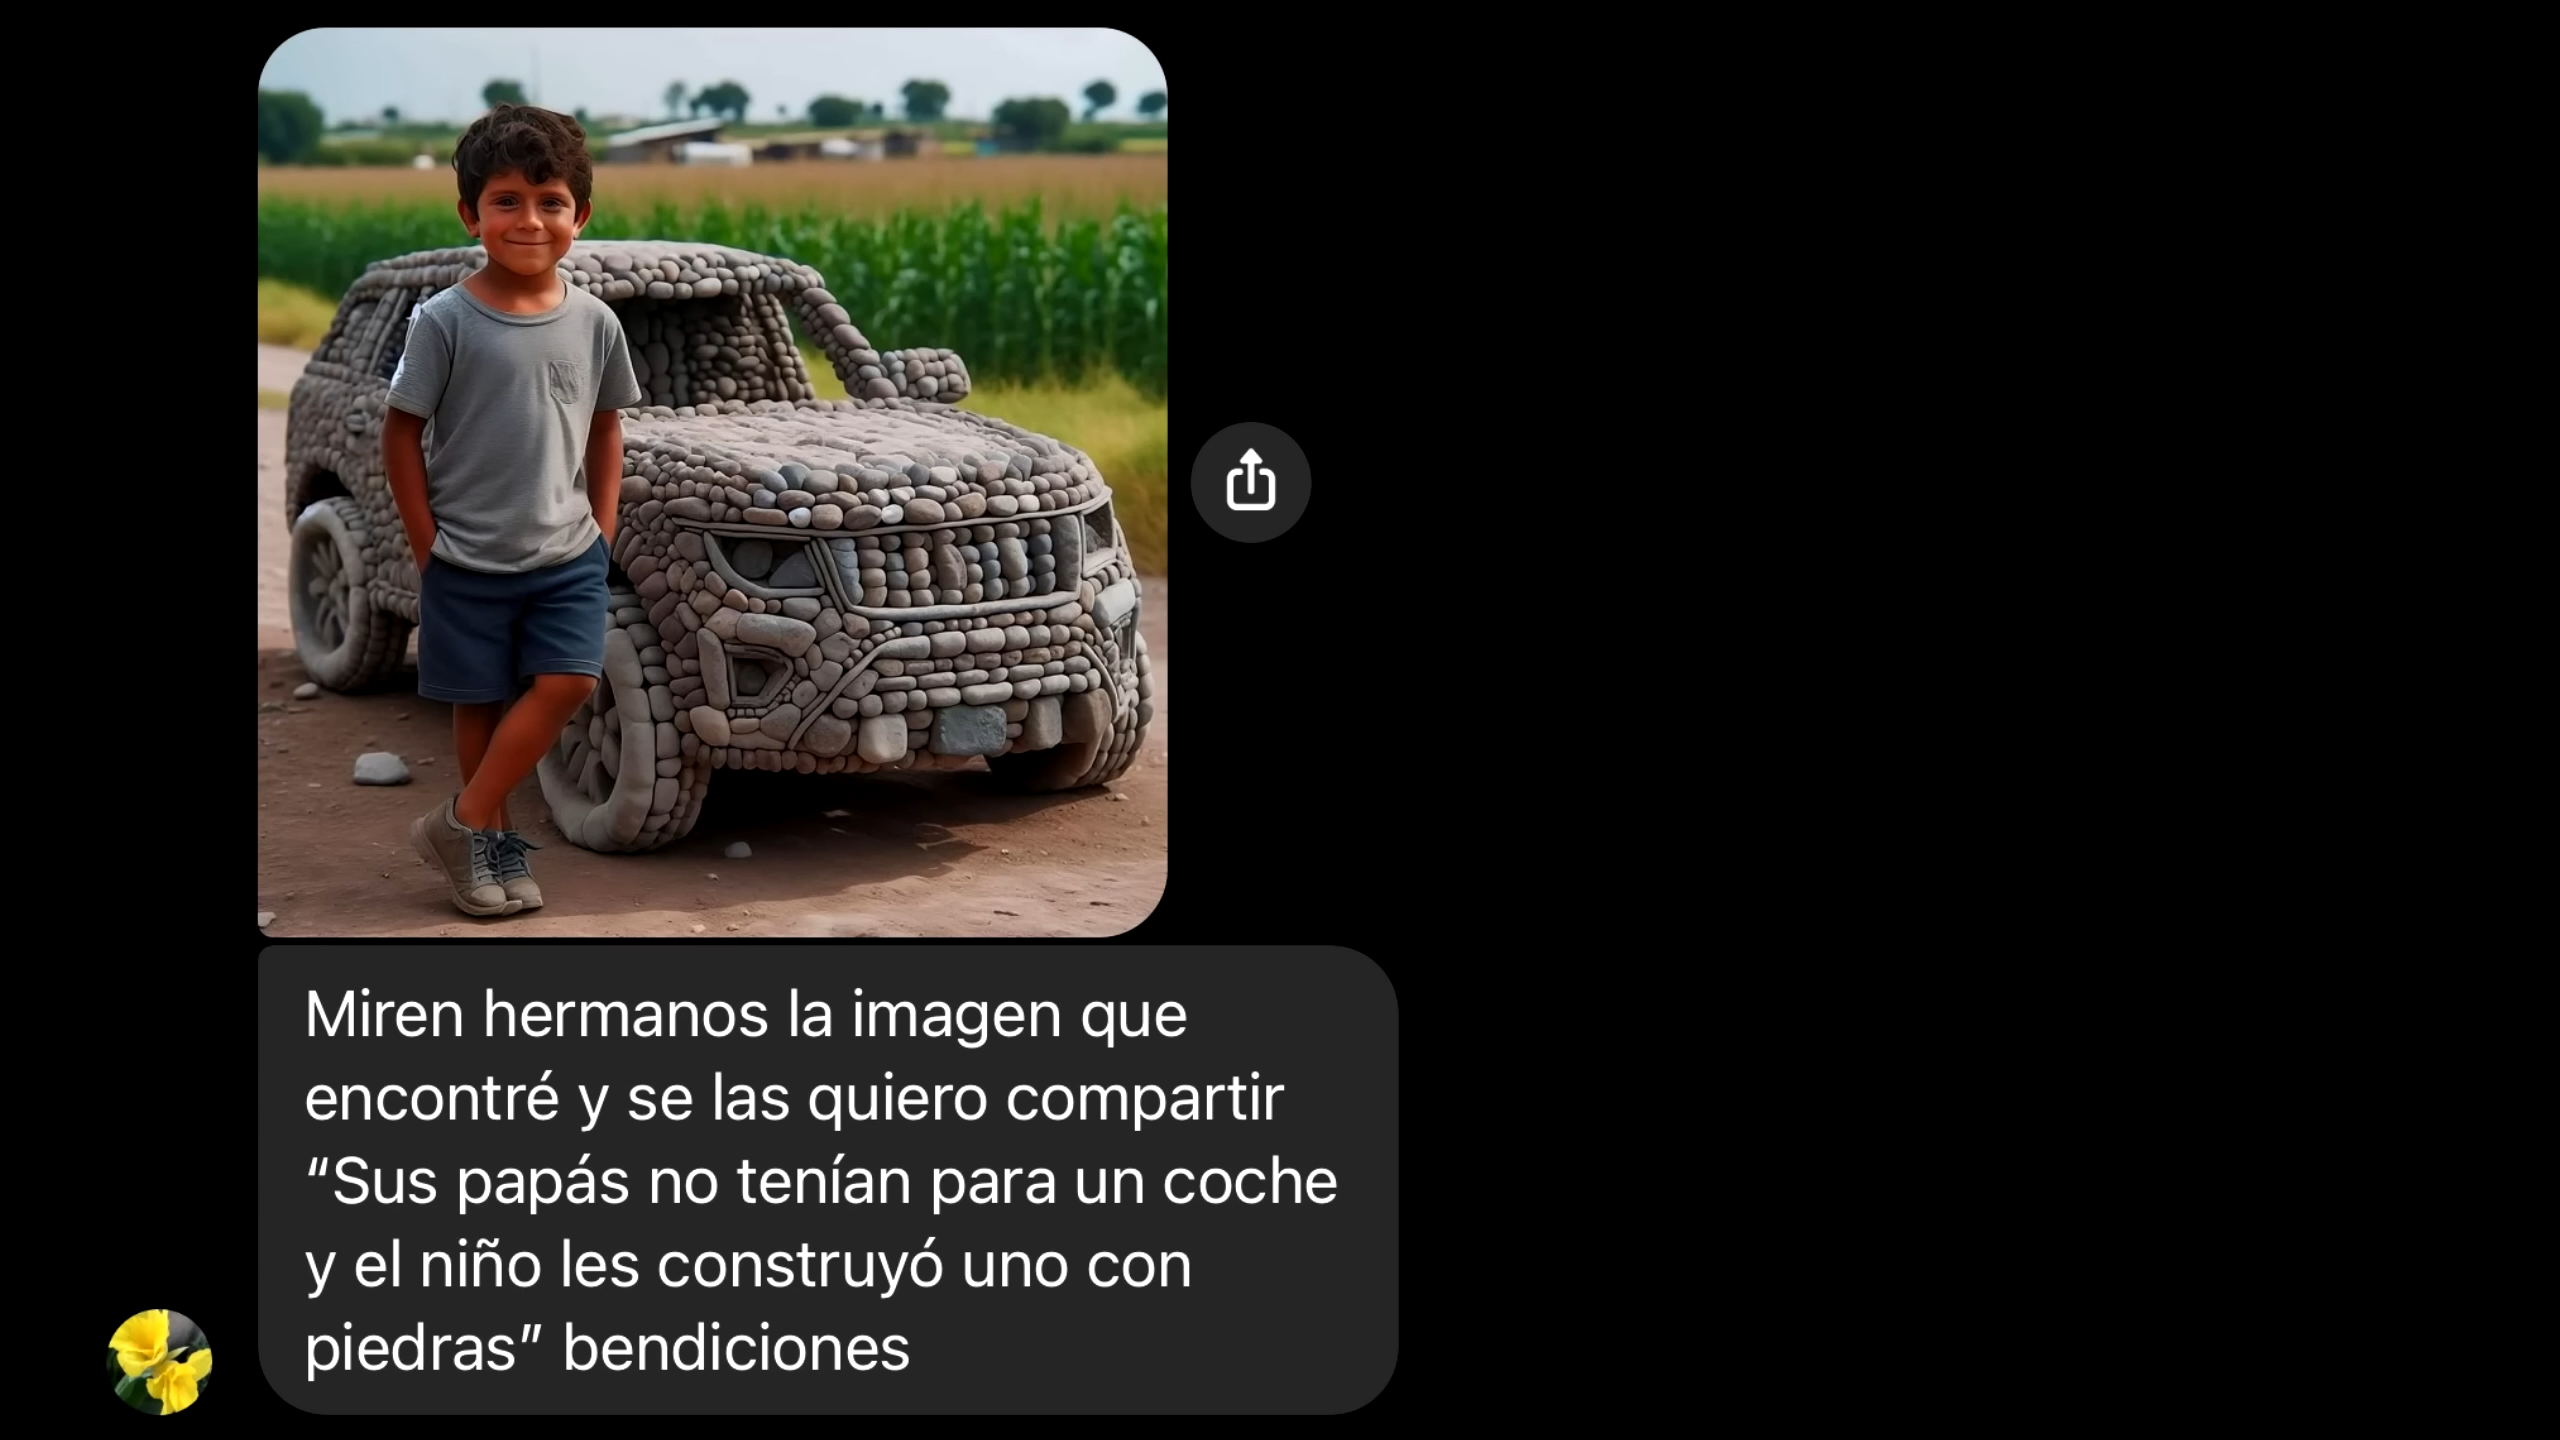 Miren hermanos la imagen que
encontré y se las quiero compartir
“Sus papás no tenían para un coche
y el niño les construyó uno con
piedras” bendiciones